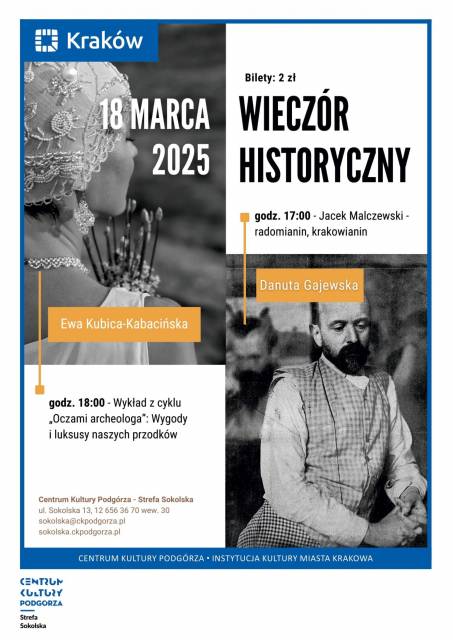 Kraków
18 MARCA
2025
Bilety: 2 zł
WIECZÓR
HISTORYCZNY
godz. 17:00 - Jacek Malczewski -
radomianin, krakowianin
Danuta Gajewska
Ewa Kubica-Kabacińska
godz. 18:00 - Wykład z cyklu
„Oczami archeologa”: Wygody
i luksusy naszych przodków
Centrum Kultury Podgórza - Strefa Sokolska
ul. Sokolska 13, 12 656 36 70 wew. 30
sokolska@ckpodgorza.pl
sokolska.ckpodgorza.pl
CENTRUM KULTURY PODGÓRZA • INSTYTUCJA KULTURY MIASTA KRAKOWA
CENTRUM
KULTURY
PODGORZA
Strefa
Sokolska